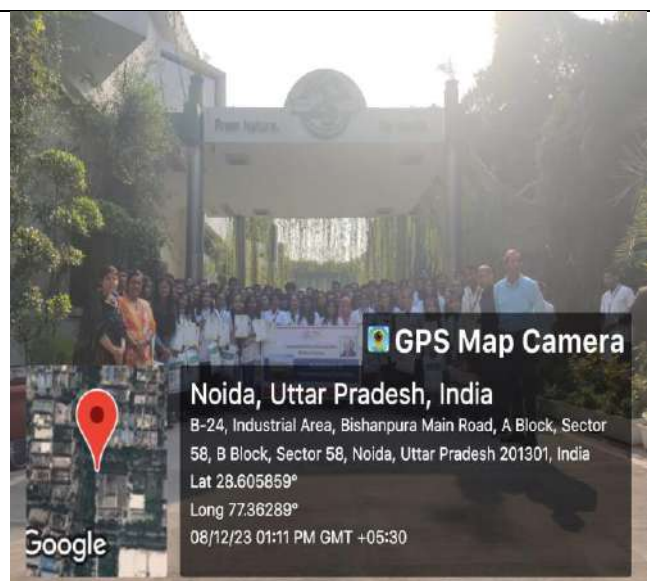 From Nature.
GPS Map Camera
Noida, Uttar Pradesh, India
B-24, Industrial Area, Bishanpura Main Road, A Block, Sector
58, B Block, Sector 58, Noida, Uttar Pradesh 201301, India
Lat 28.605859°
Long 77.36289°
08/12/23 01:11 PM GMT +05:30
Google